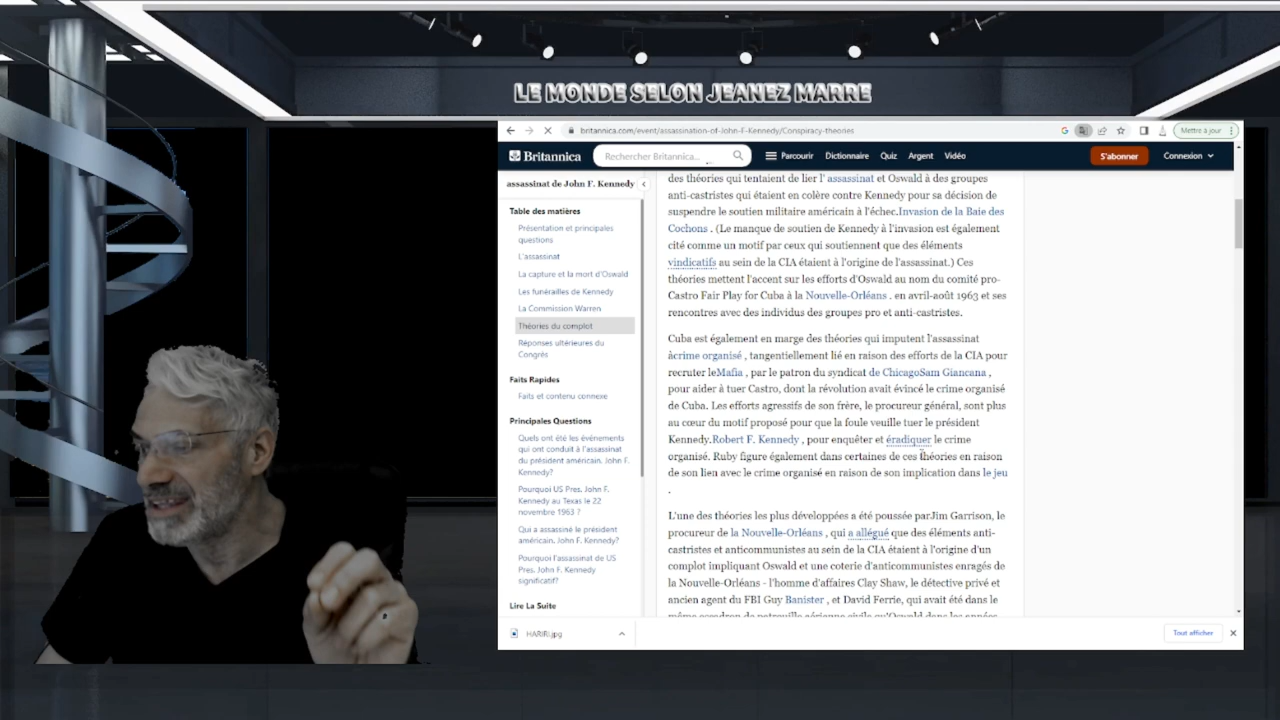 LE MONDE SELON JEANEZ MARRE
britannica.com/event/assassination-of-John-F-Kennedy/Conspiracy-theories
Mettre à jour
Britannica
Rechercher Britannica...
Parcourir
Dictionnaire
Quiz
Argent
Vidéo
S'abonner
Connexion
assassinat de John F. Kennedy
Table des matières
Présentation et principales
questions
L'assassinat
La capture et la mort d'Oswald
Les funérailles de Kennedy
La Commission Warren
Théories du complot
Réponses ultérieures du
Congrès
Faits Rapides
Faits et contenu connexe
Principales Questions
Quels ont été les événements
qui ont conduit à l'assassinat
du président américain. John F.
Kennedy?
Pourquoi US Pres. John F.
Kennedy au Texas le 22
novembre 1963 ?
Qui a assassiné le président
américain. John F. Kennedy?
Pourquoi l'assassinat de US
Pres. John F. Kennedy
significatif?
Lire La Suite
des théories qui tentaient de lier l' assassinat et Oswald à des groupes
anti-castristes qui étaient en colère contre Kennedy pour sa décision de
suspendre le soutien militaire américain à l'échec.Invasion de la Baie des
Cochons . (Le manque de soutien de Kennedy à l'invasion est également
cité comme un motif par ceux qui soutiennent que des éléments
vindicatifs au sein de la CIA étaient à l'origine de l'assassinat.) Ces
théories mettent l'accent sur les efforts d'Oswald au nom du comité pro-
Castro Fair Play for Cuba à la Nouvelle-Orléans . en avril-août 1963 et ses
rencontres avec des individus des groupes pro et anti-castristes.
Cuba est également en marge des théories qui imputent l'assassinat
àcrime organisé , tangentiellement lié en raison des efforts de la CIA pour
recruter leMafia , par le patron du syndicat de ChicagoSam Giancana ,
pour aider à tuer Castro, dont la révolution avait évincé le crime organisé
de Cuba. Les efforts agressifs de son frère, le procureur général, sont plus
au cœur du motif proposé pour que la foule veuille tuer le président
Kennedy.Robert F. Kennedy , pour enquêter et éradiquer le crime
organisé. Ruby figure également dans certaines de ces théories en raison
de son lien avec le crime organisé en raison de son implication dans le jeu
.
L'une des théories les plus développées a été poussée parJim Garrison, le
procureur de la Nouvelle-Orléans , qui a allégué que des éléments anti-
castristes et anticommunistes au sein de la CIA étaient à l'origine d'un
complot impliquant Oswald et une coterie d'anticommunistes enragés de
la Nouvelle-Orléans - l'homme d'affaires Clay Shaw, le détective privé et
ancien agent du FBI Guy Banister , et David Ferrie, qui avait été dans le
même escadron de patrouille aérienne civile qu'Oswald dans les années
HARIRI.jpg
Tout afficher